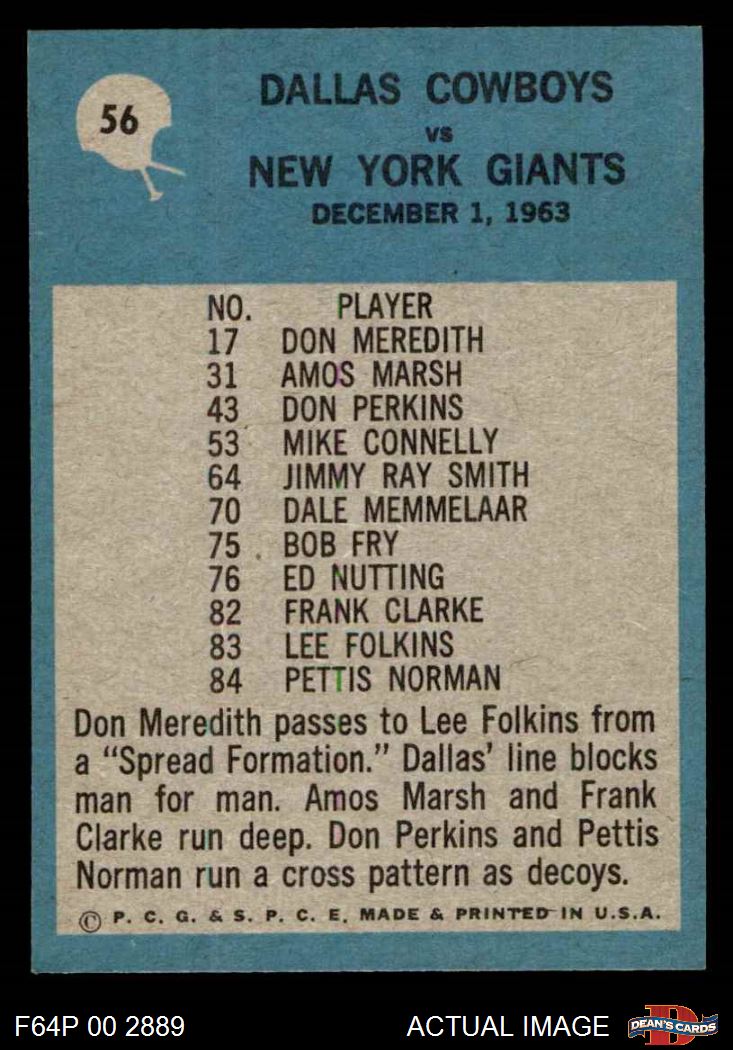 56
DALLAS COWBOYS
VS
NEW YORK GIANTS
DECEMBER 1, 1963
NO. PLAYER
17 DON MEREDITH
31 AMOS MARSH
43 DON PERKINS
53 MIKE CONNELLY
64 JIMMY RAY SMITH
70 DALE MEMMELAAR
75 BOB FRY
76 ED NUTTING
82 FRANK CLARKE
83 LEE FOLKINS
84 PETTIS NORMAN
Don Meredith passes to Lee Folkins from
a "Spread Formation." Dallas' line blocks
man for man. Amos Marsh and Frank
Clarke run deep. Don Perkins and Pettis
Norman run a cross pattern as decoys.
© P. C. G. & S. P. C. E. MADE & PRINTED IN U.S.A.
F64P 00 2889 ACTUAL IMAGE D DEAN'S CARDS